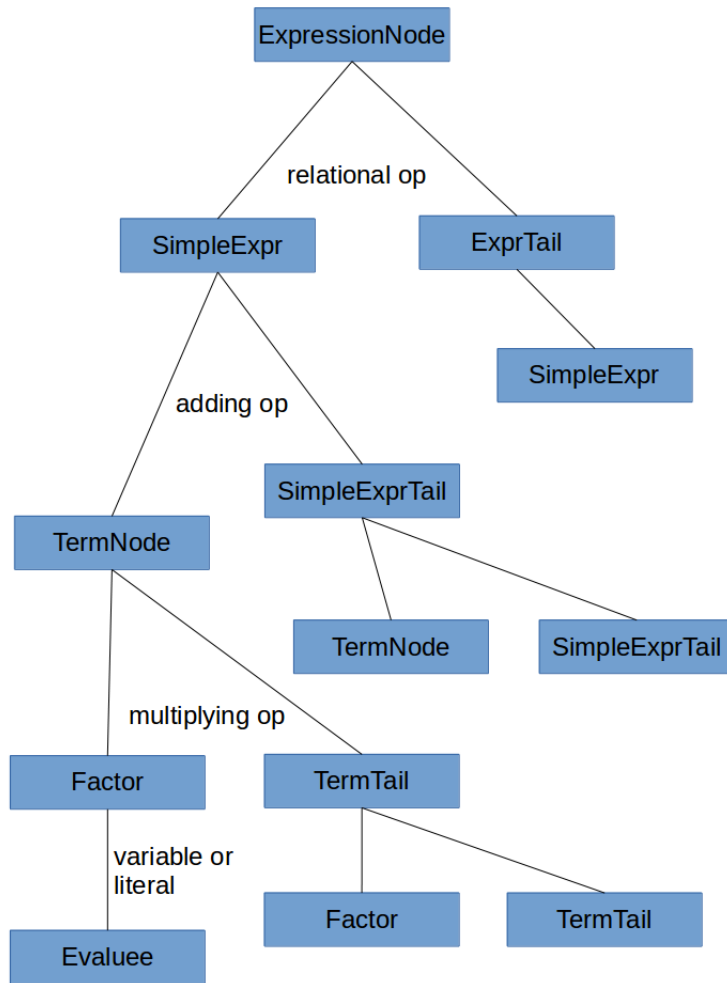 ExpressionNode
relational op
SimpleExpr
ExprTail
SimpleExpr
adding op
SimpleExprTail
TermNode
TermNode
SimpleExprTail
multiplying op
Factor
TermTail
variable or
literal
Factor
TermTail
Evaluee